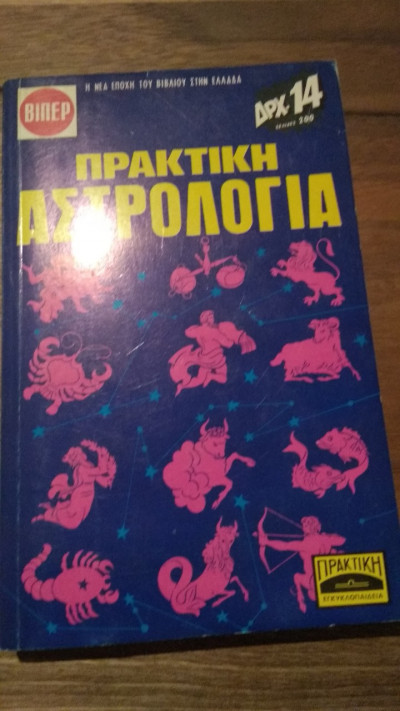 ΒΙΠΕΡ
Η ΝΕΑ ΕΠΟΧΗ ΤΟΥ ΒΙΒΛΙΟΥ ΣΤΗΝ ΕΛΛΑΔΑ
ΔΡΧ. 14
ΠΡΑΚΤΙΚΗ
ΑΣΤΡΟΛΟΓΙΑ
ΠΡΑΚΤΙΚΗ
ΕΓΚΥΚΛΟΠΑΙΔΕΙΑ